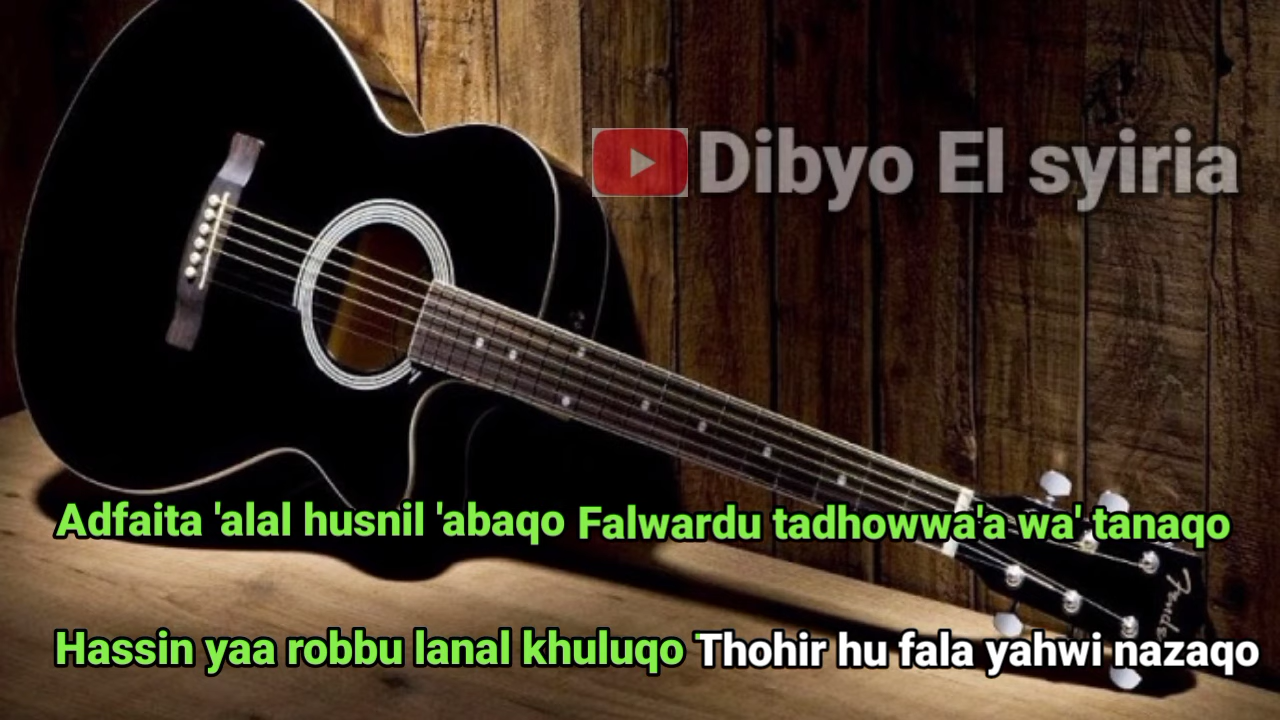 Dibyo El syiria
Adfaita 'alal husnil 'abaqo Falwardu tadhowwa'a wa' tanaqo
Hassin yaa robbu lanal khuluqo Thohir hu fala yahwi nazaqo
Fender